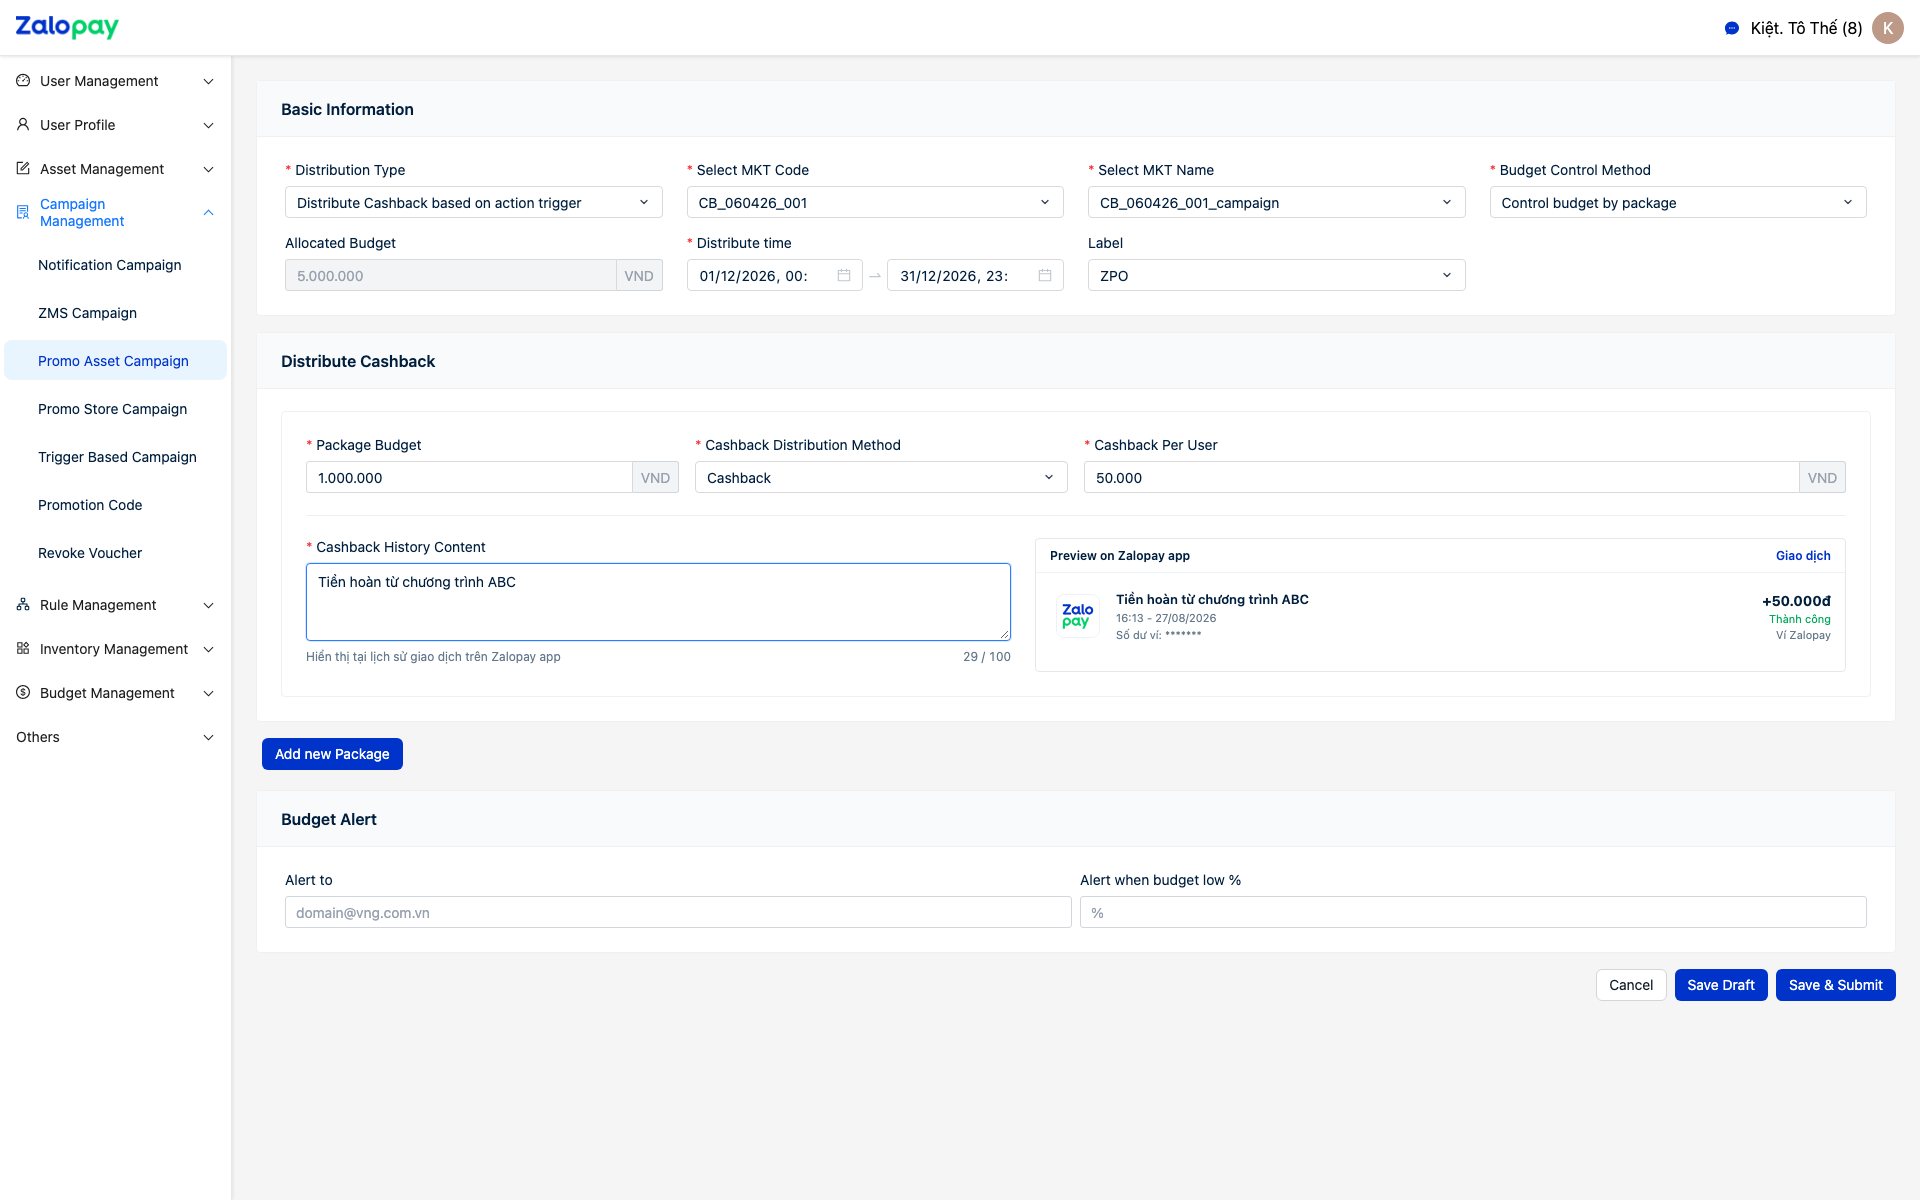 Zalopay
Kiệt. Tô Thế (8)
K
User Management
User Profile
Asset Management
Campaign
Management
Notification Campaign
ZMS Campaign
Promo Asset Campaign
Promo Store Campaign
Trigger Based Campaign
Promotion Code
Revoke Voucher
Rule Management
Inventory Management
Budget Management
Others
Basic Information
* Distribution Type
Distribute Cashback based on action trigger
* Select MKT Code
CB_060426_001
* Select MKT Name
CB_060426_001_campaign
* Budget Control Method
Control budget by package
Allocated Budget
5.000.000 VND
* Distribute time
01/12/2026, 00: 31/12/2026, 23:
Label
ZPO
Distribute Cashback
* Package Budget
1.000.000 VND
* Cashback Distribution Method
Cashback
* Cashback Per User
50.000 VND
* Cashback History Content
Tiền hoàn từ chương trình ABC
Hiển thị tại lịch sử giao dịch trên Zalopay app 29 / 100
Preview on Zalopay app Giao dịch
Zalo
pay
Tiền hoàn từ chương trình ABC
16:13 - 27/08/2026
Số dư ví: *******
+50.000đ
Thành công
Ví Zalopay
Add new Package
Budget Alert
Alert to
domain@vng.com.vn
Alert when budget low %
%
Cancel Save Draft Save & Submit